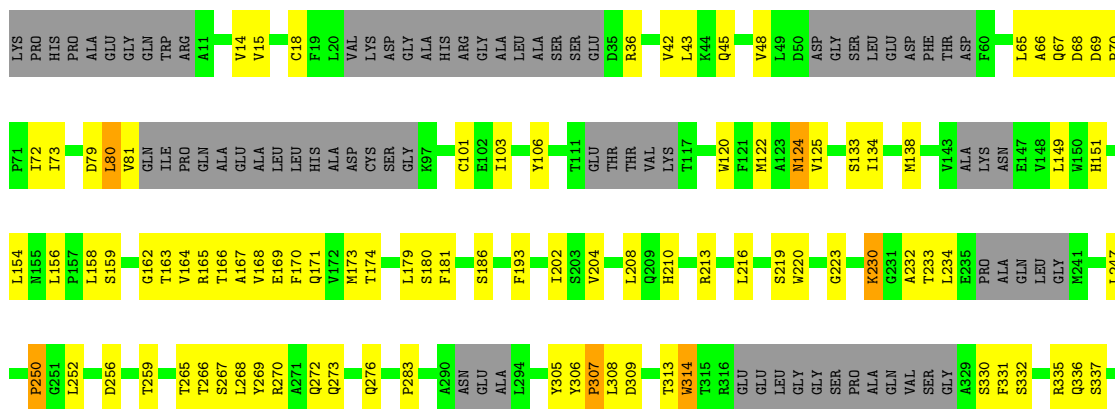 LYS PRO HIS PRO ALA GLU GLY GLN TRP ARG A11 V14 V15 C18 F19 L20 VAL LYS ASP GLY ALA HIS ARG GLY ALA LEU ALA SER SER GLU D35 R36 V42 L43 K44 Q45 V48 L49 D50 ASP GLY SER LEU GLU ASP PHE THR ASP F60 L65 A66 Q67 D68 D69 R70
P71 I72 I73 D79 L80 V81 GLN ILE PRO GLN ALA GLU ALA LEU LEU HIS ALA ASP CYS SER GLY K97 C101 E102 I103 Y106 T111 GLU THR THR VAL LYS T117 W120 F121 M122 A123 N124 V125 S133 I134 M138 V143 ALA LYS ASN E147 V148 L149 W150 H151
L154 N155 L156 P157 L158 S159 G162 T163 V164 R165 T166 A167 V168 E169 F170 Q171 V172 M173 T174 L179 S180 F181 S186 F193 I202 S203 V204 L208 Q209 H210 R213 L216 S219 W220 G223 K230 G231 A232 T233 L234 E235 PRO ALA GLN LEU GLY M241 L247
P250 G251 L252 D256 T259 T265 T266 S267 L268 Y269 R270 A271 Q272 Q273 Q276 P283 A290 ASN GLU ALA L294 Y305 Y306 P307 L308 D309 T313 W314 T315 R316 GLU GLU LEU GLY GLY SER PRO ALA GLN VAL SER GLY A329 S330 F331 S332 R335 Q336 S337